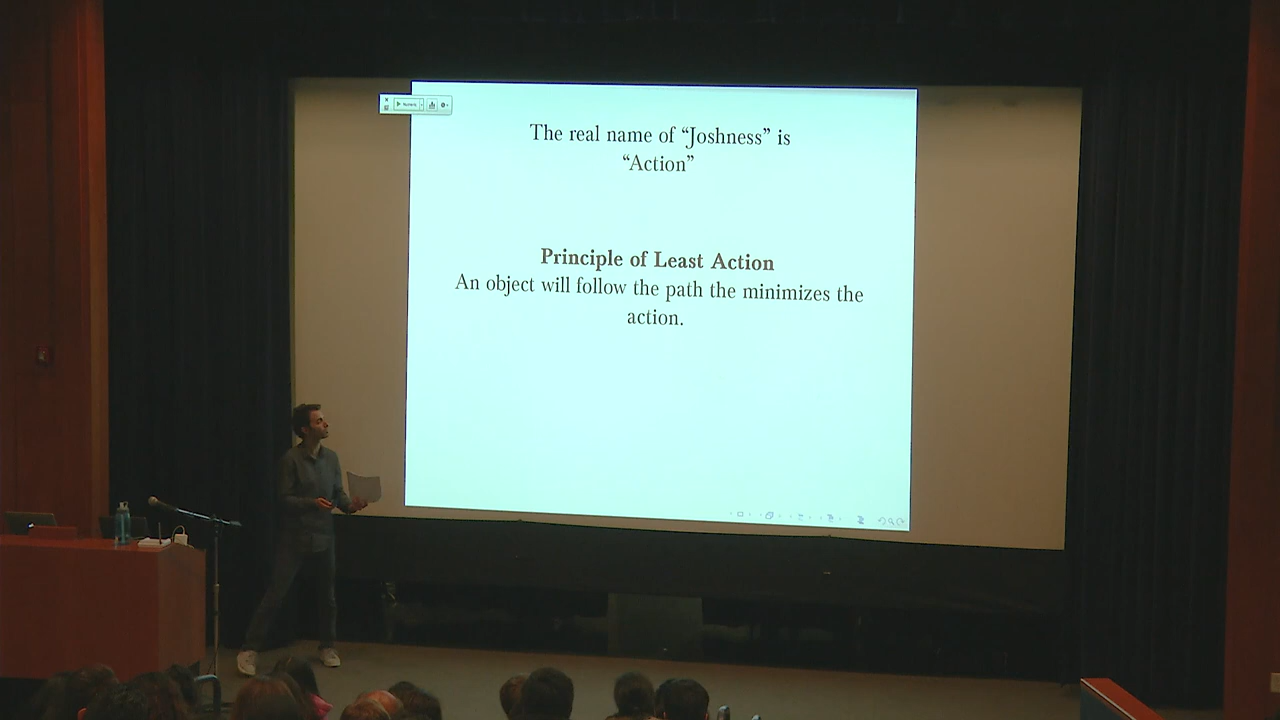 The real name of “Joshness” is
“Action”
Principle of Least Action
An object will follow the path the minimizes the
action.